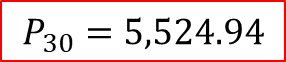 P₃₀ = 5,524.94